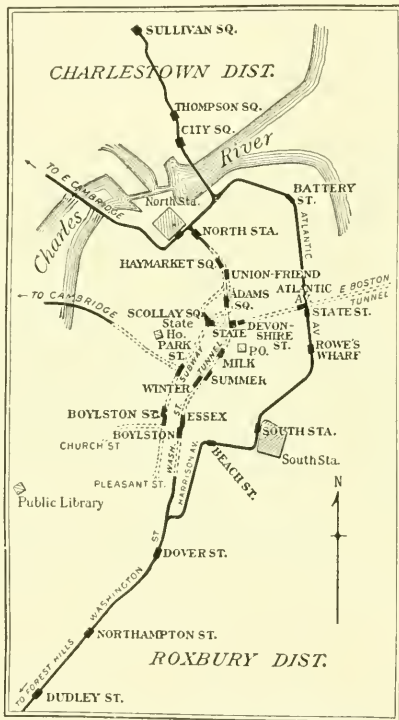 SULLIVAN SQ.
CHARLESTOWN DIST.
THOMPSON SQ.
CITY SQ.
River
TO E CAMBRIDGE
Charles
North Sta.
BATTERY
ST.
NORTH STA.
HAYMARKET SQ.
ATLANTIC
AV
UNION-FRIEND
ADAMS
SQ.
ATLANTIC
AV
E BOSTON
TUNNEL
TO CAMBRIDGE
SCOLLAY SQ.
STATE
DEVON-
SHIRE
ST.
STATE ST.
State
Ho.
PARK
ST.
P.O.
ROWE'S
WHARF
SUBWAY
TUNNEL
MILK
WINTER
SUMMER
BOYLSTON ST.
ESSEX
BOYLSTON
CHURCH ST
WASH. ST.
SOUTH STA.
South Sta.
PLEASANT ST.
HARRISON AV.
BEACH ST.
N
Public Library
DOVER ST.
WASHINGTON ST
NORTHAMPTON ST.
ROXBURY DIST.
TO FOREST HILLS
DUDLEY ST.